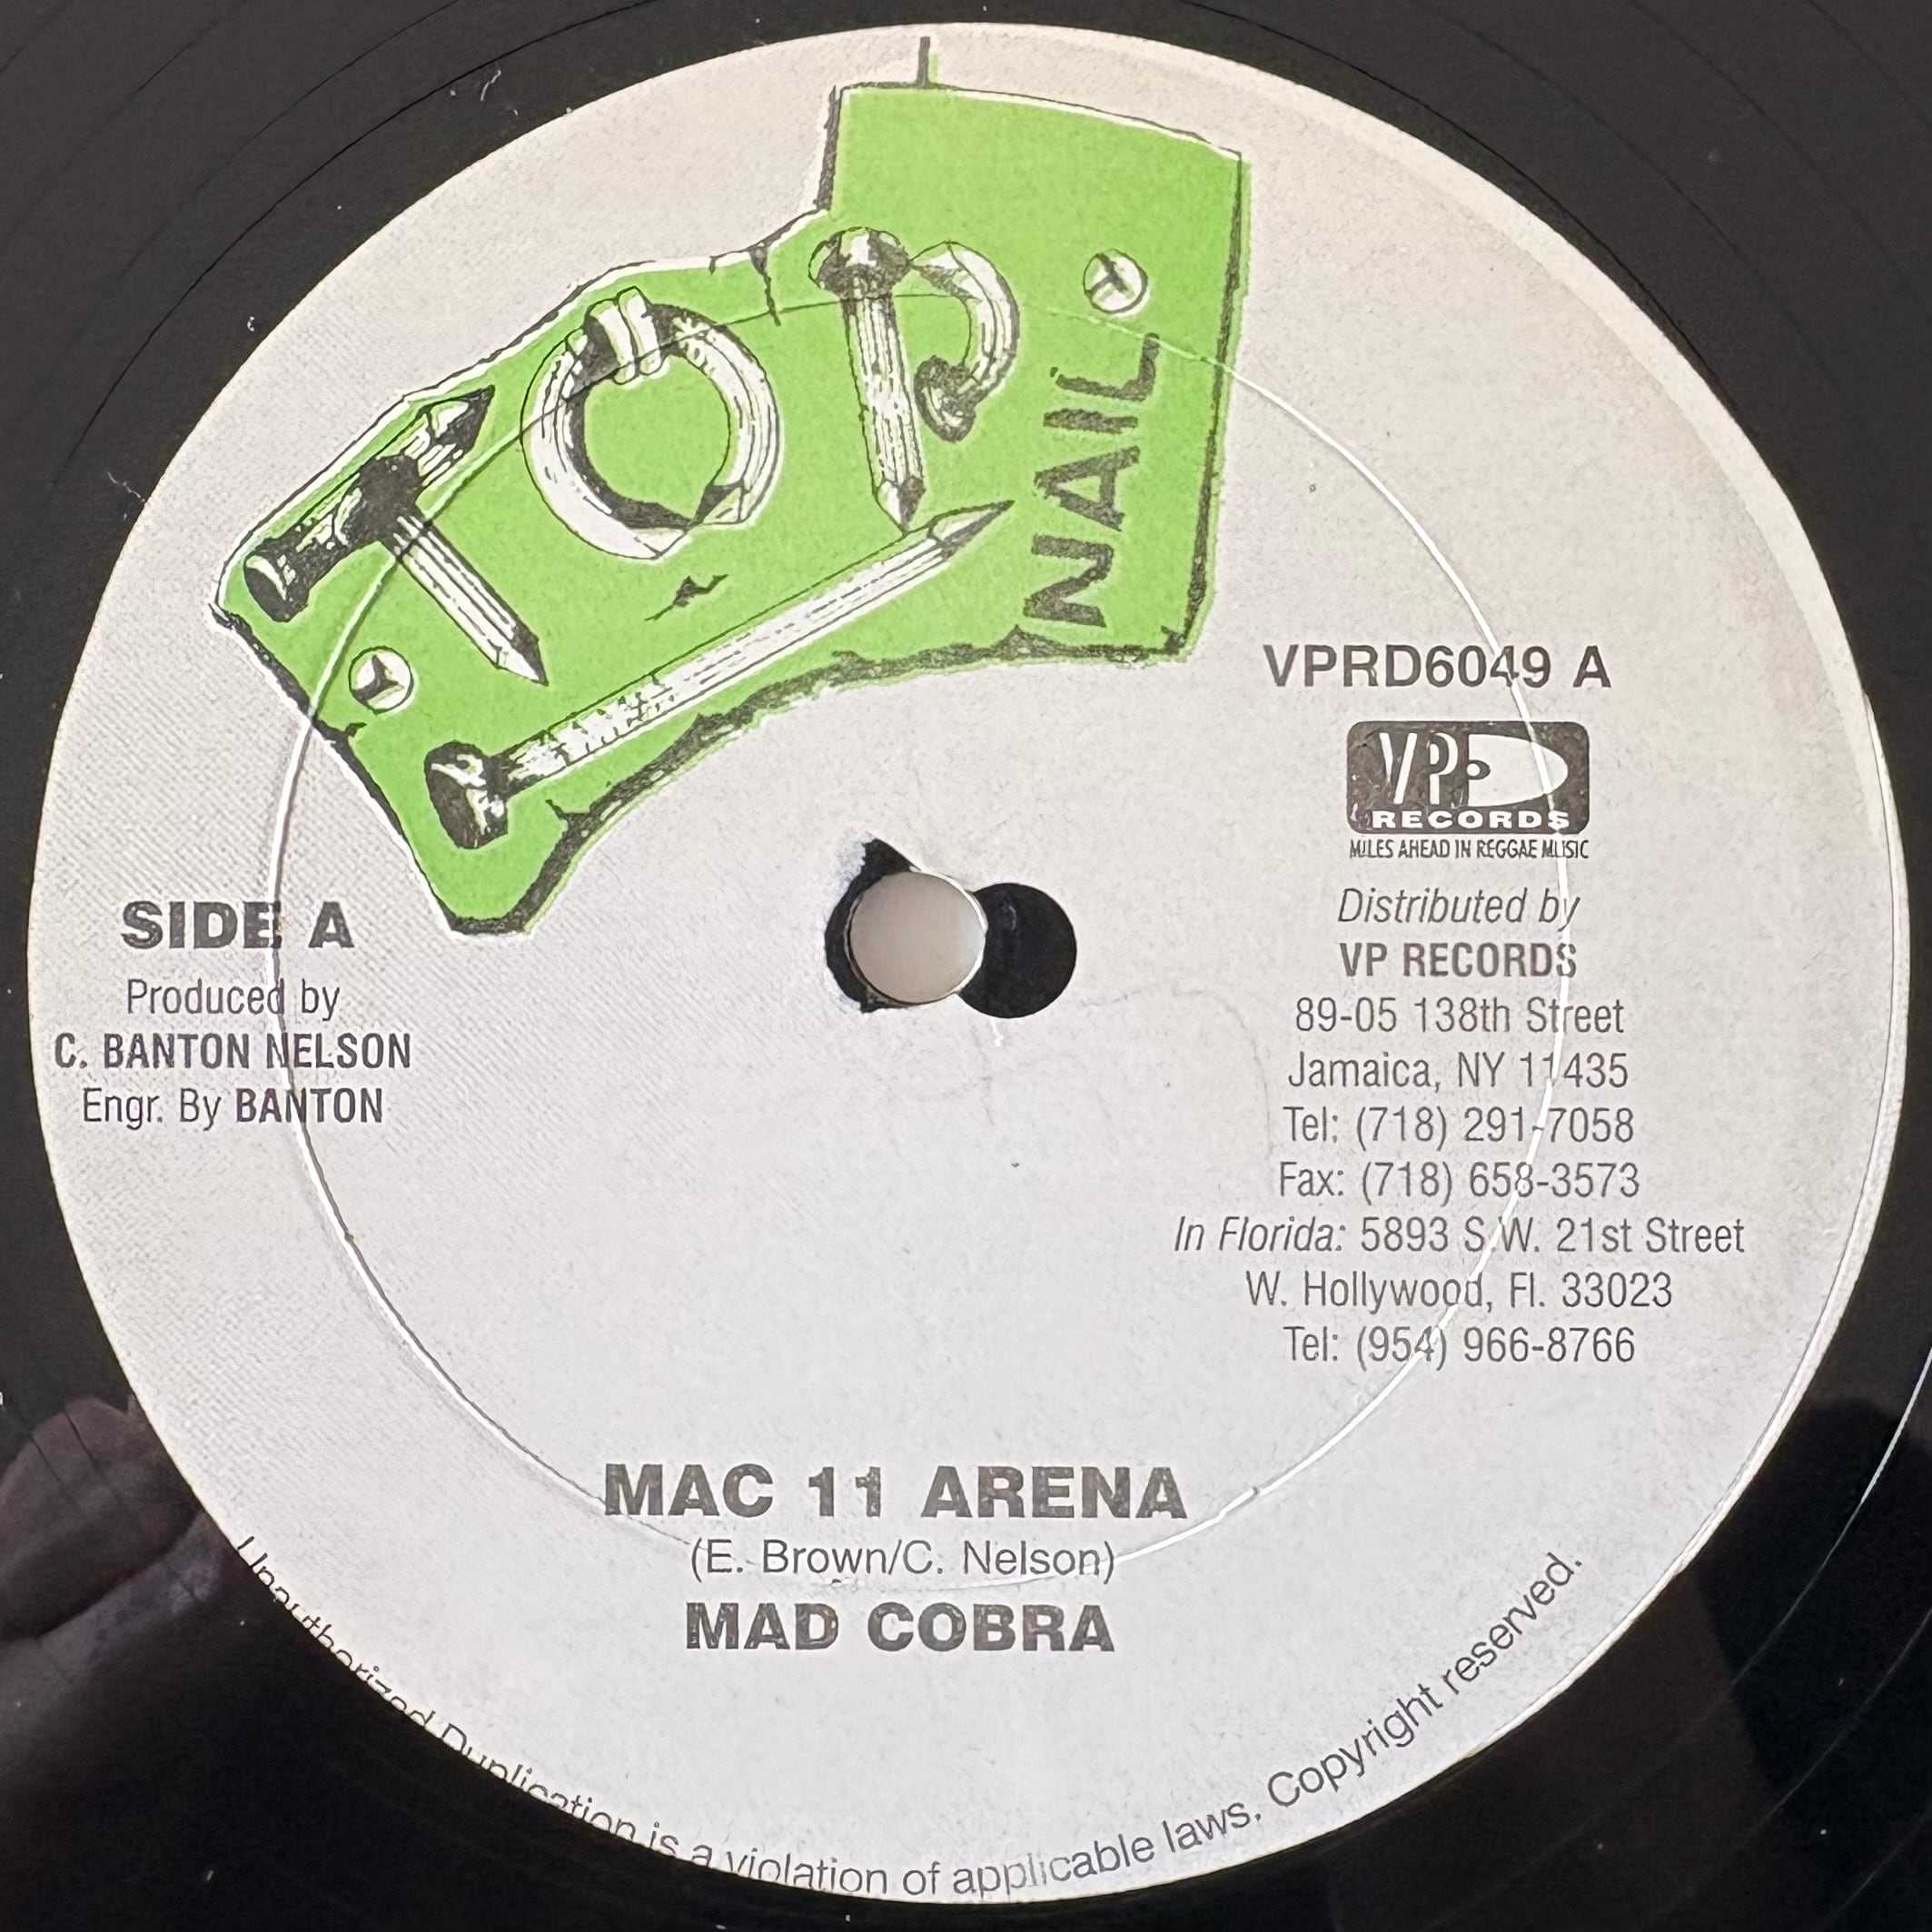 TOP
NAIL
VPRD6049 A
VP
RECORDS
MILES AHEAD IN REGGAE MUSIC
Distributed by
VP RECORDS
89-05 138th Street
Jamaica, NY 11435
Tel: (718) 291-7058
Fax: (718) 658-3573
In Florida: 5893 S.W. 21st Street
W. Hollywood, Fl. 33023
Tel: (954) 966-8766
SIDE A
Produced by
C. BANTON NELSON
Engr. By BANTON
MAC 11 ARENA
(E. Brown/C. Nelson)
MAD COBRA
Unauthorized Duplication is a violation of applicable laws. Copyright reserved.